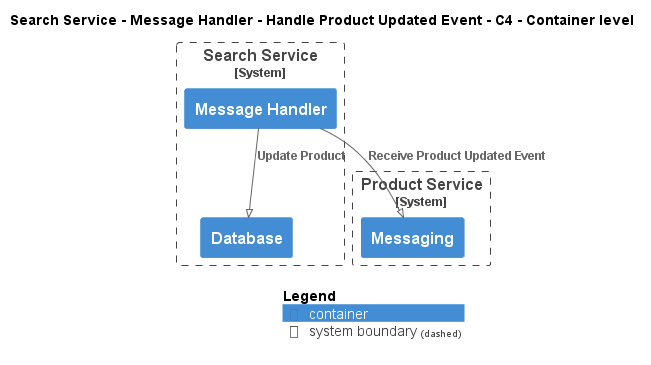 Search Service - Message Handler - Handle Product Updated Event - C4 - Container level
Search Service
[System]
Message Handler
Update Product
Receive Product Updated Event
Product Service
[System]
Database
Messaging
Legend
container
system boundary (dashed)